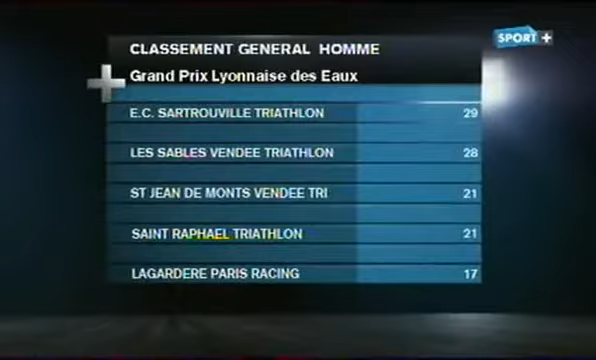 SPORT +
CLASSEMENT GENERAL HOMME
Grand Prix Lyonnaise des Eaux
E.C. SARTROUVILLE TRIATHLON 29
LES SABLES VENDEE TRIATHLON 28
ST JEAN DE MONTS VENDEE TRI 21
SAINT RAPHAEL TRIATHLON 21
LAGARDERE PARIS RACING 17